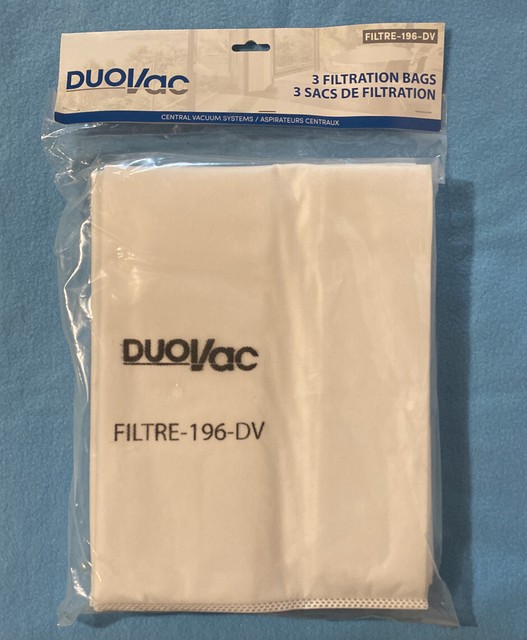 FILTRE-196-DV
DUOVac
3 FILTRATION BAGS
3 SACS DE FILTRATION
CENTRAL VACUUM SYSTEMS / ASPIRATEURS CENTRAUX
DUOVac
FILTRE-196-DV